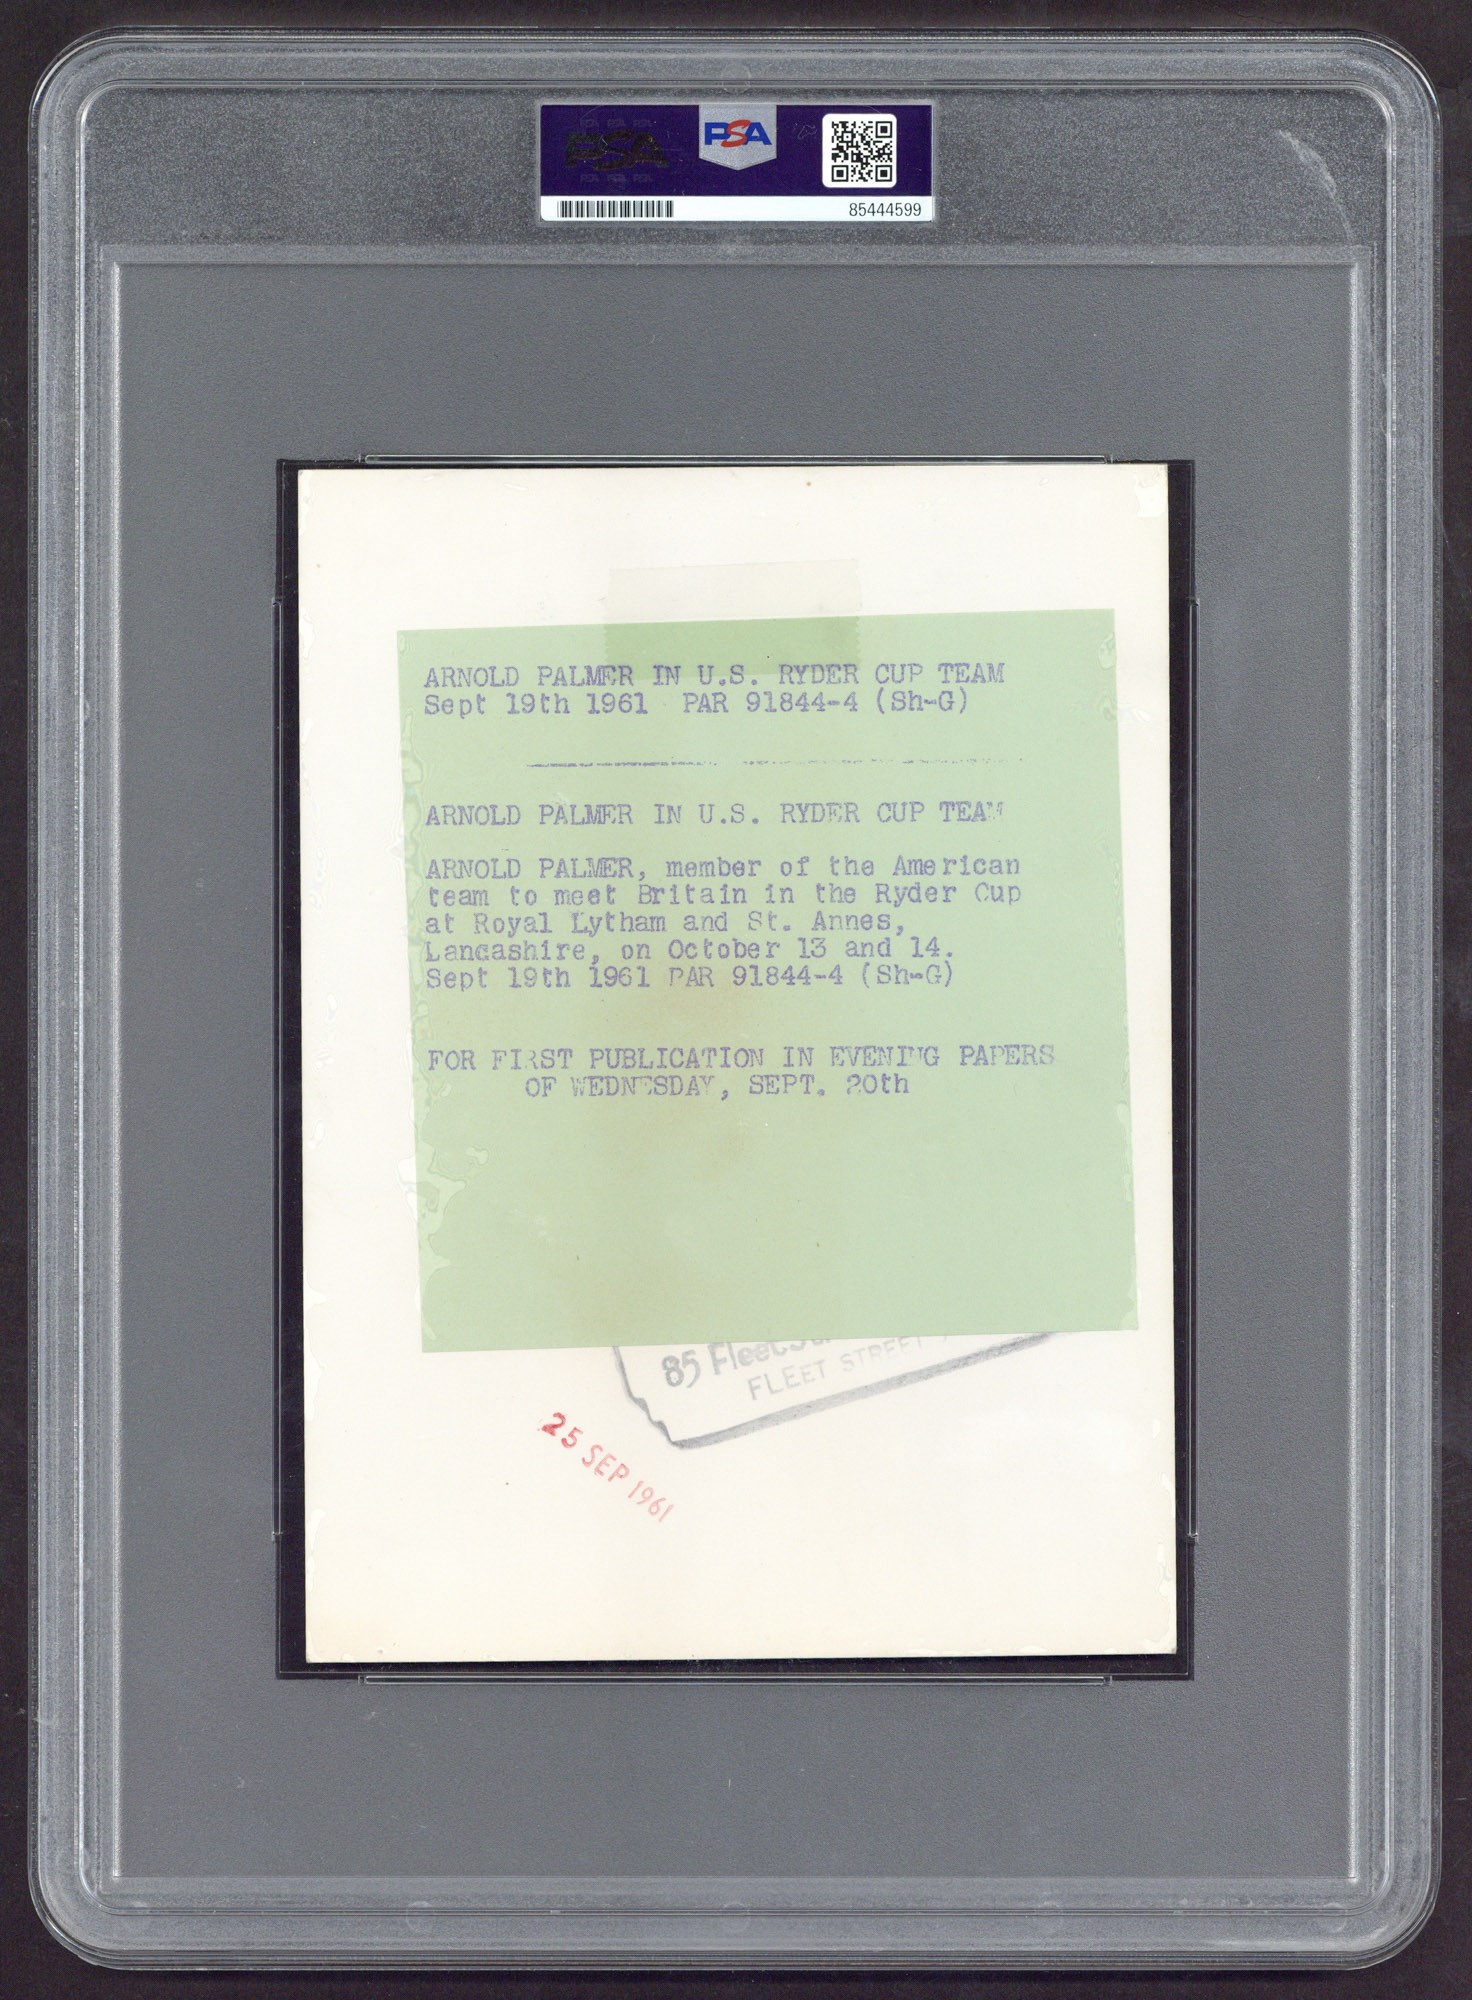 PSA
PSA
85444599
ARNOLD PALMER IN U.S. RYDER CUP TEAM
Sept 19th 1961 PAR 91844-4 (Sh-G)
ARNOLD PALMER IN U.S. RYDER CUP TEAM
ARNOLD PALMER, member of the American
team to meet Britain in the Ryder Cup
at Royal Lytham and St. Annes,
Lancashire, on October 13 and 14.
Sept 19th 1961 PAR 91844-4 (Sh-G)
FOR FIRST PUBLICATION IN EVENING PAPERS
OF WEDNESDAY, SEPT. 20th
85 Fleet
FLEET STREET
25 SEP 1961